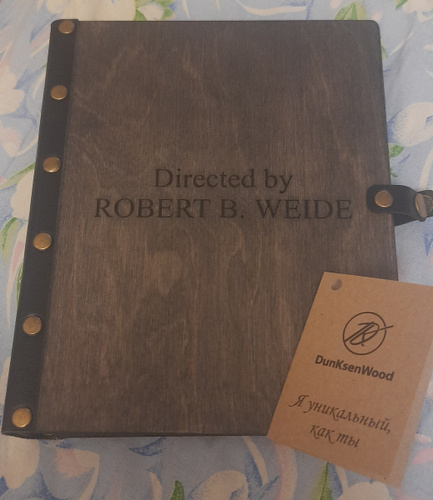 Directed by
ROBERT B. WEIDE
DunKsenWood
Я уникальный,
как ты